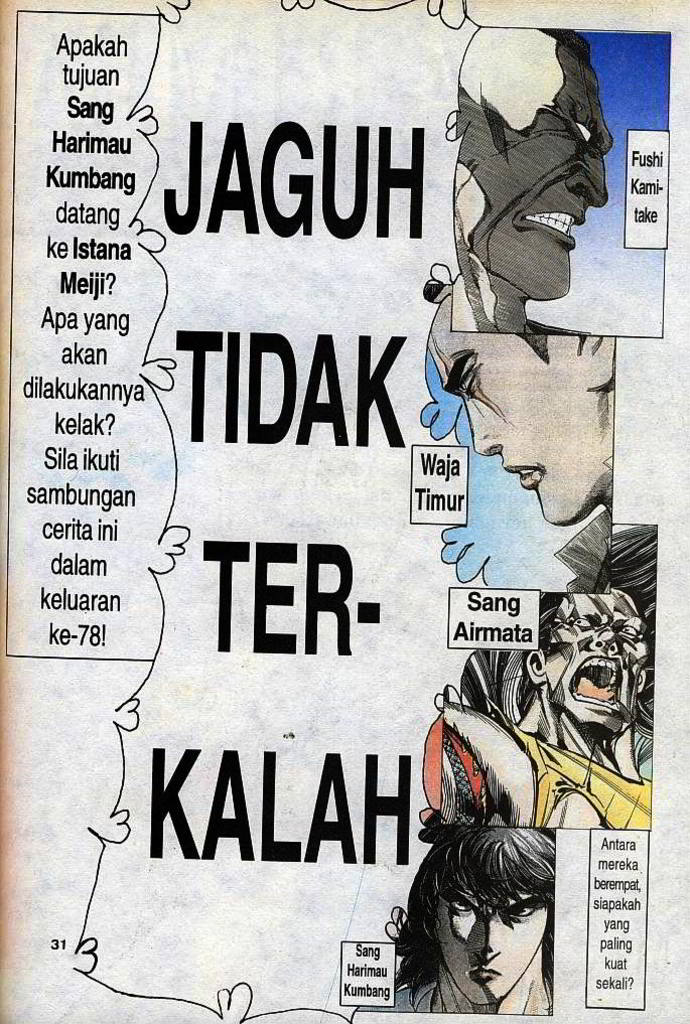 Apakah
tujuan
Sang
Harimau
Kumbang
datang
ke Istana
Meiji?
Apa yang
akan
dilakukannya
kelak?
Sila ikuti
sambungan
cerita ini
dalam
keluaran
ke-78!
JAGUH
TIDAK
TER-
KALAH
Fushi
Kami-
take
Waja
Timur
Sang
Airmata
Sang
Harimau
Kumbang
Antara
mereka
berempat,
siapakah
yang
paling
kuat
sekali?
31